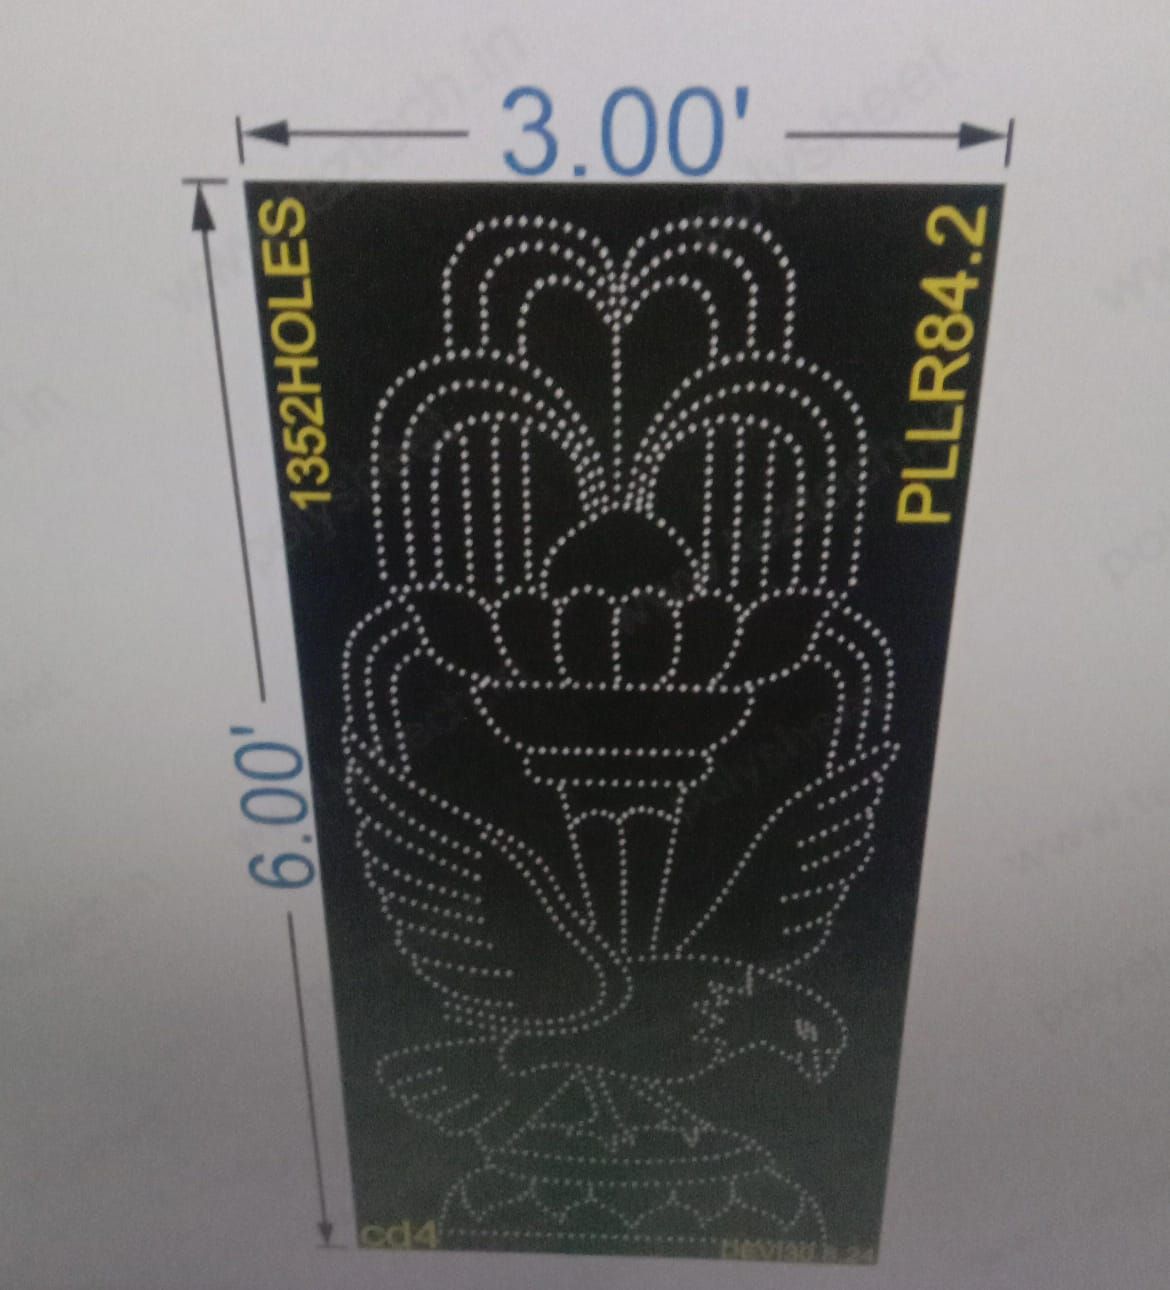 3.00'
1352HOLES
PLLR84.2
6.00'
cd4